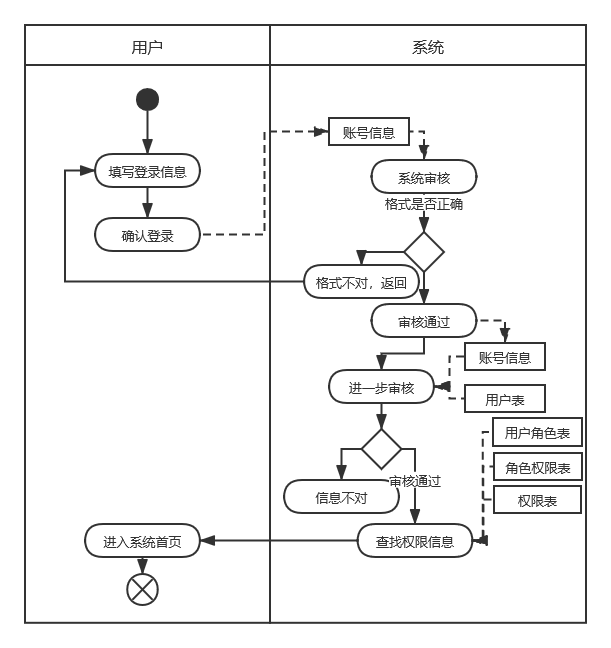 用户
系统
账号信息
填写登录信息
系统审核
格式是否正确
确认登录
格式不对，返回
审核通过
账号信息
进一步审核
用户表
用户角色表
角色权限表
审核通过
信息不对
权限表
进入系统首页
查找权限信息